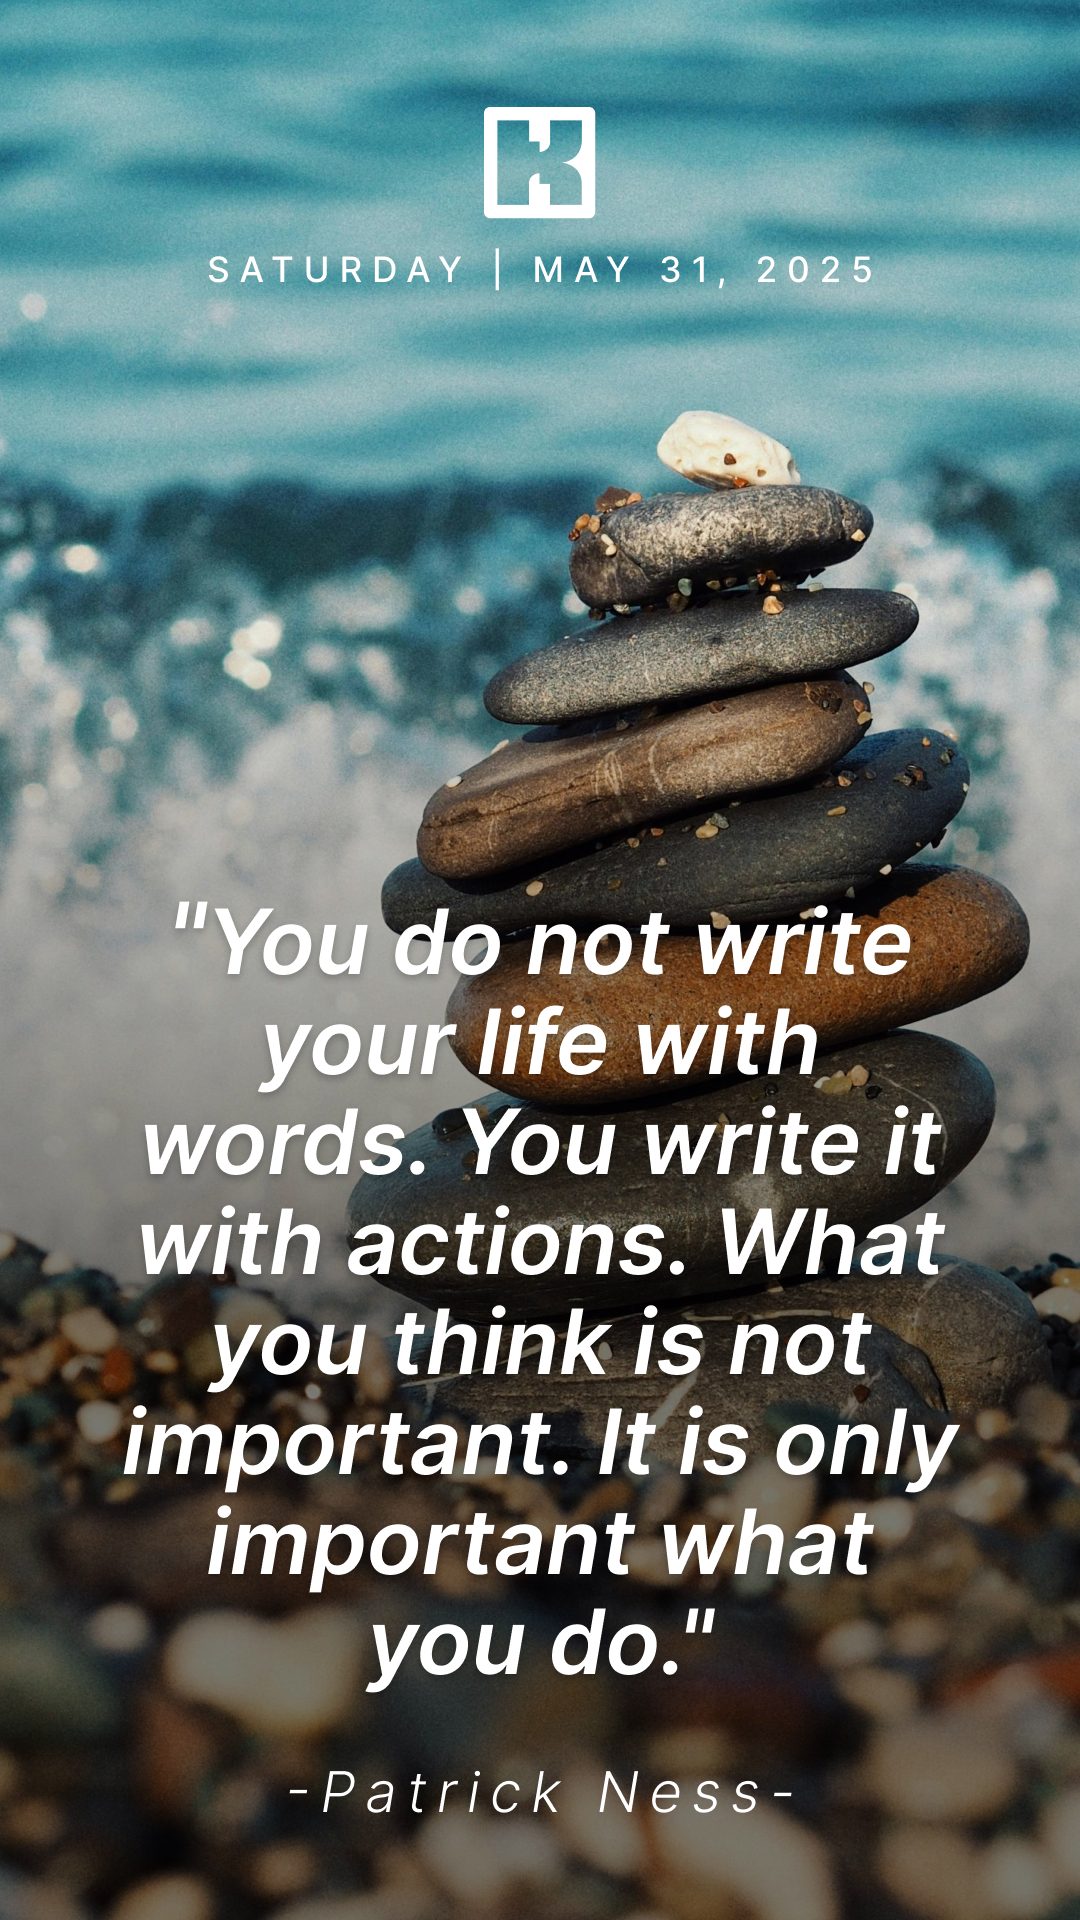 K
SATURDAY | MAY 31, 2025
"You do not write
your life with
words. You write it
with actions. What
you think is not
important. It is only
important what
you do."
-Patrick Ness-